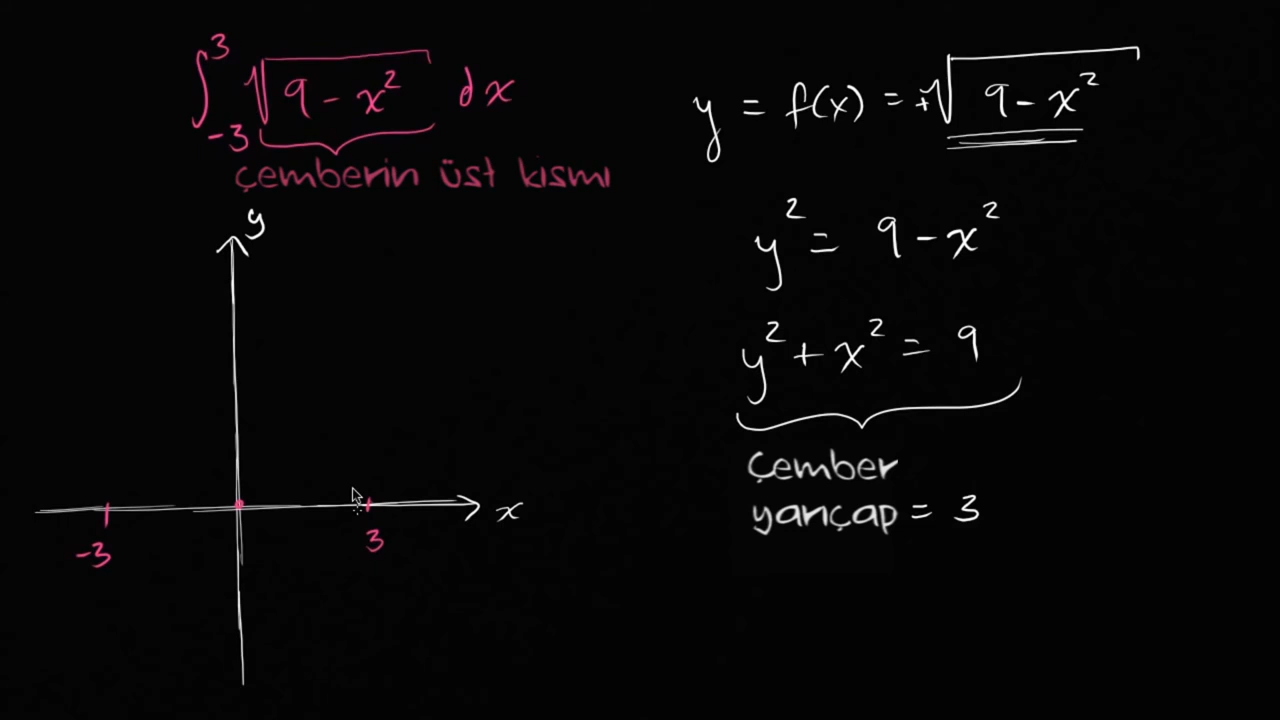 ∫₋₃³ √(9 - x²) dx
çemberin üst kısmı
y = f(x) = +√(9 - x²)
y² = 9 - x²
y² + x² = 9
çember
yarıçap = 3
y
x
-3
3